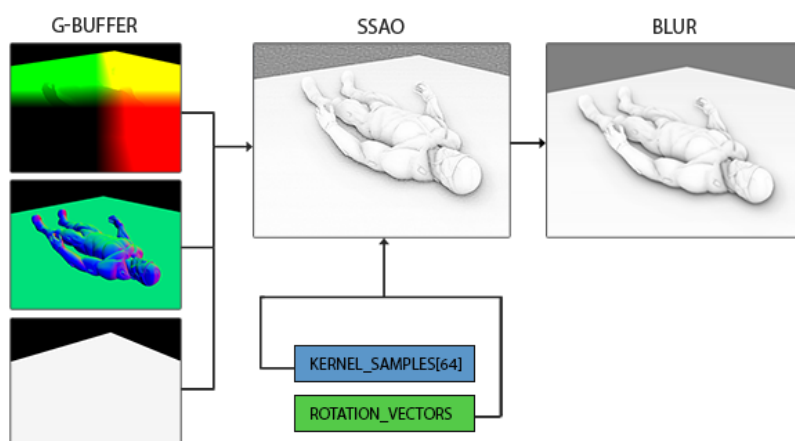 G-BUFFER
SSAO
BLUR
KERNEL_SAMPLES[64]
ROTATION_VECTORS